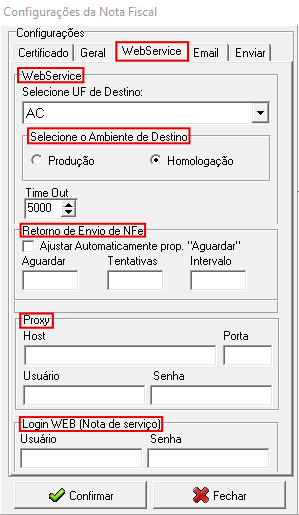 Configurações da Nota Fiscal
Configurações
Certificado Geral WebService Email Enviar
WebService
Selecione UF de Destino:
AC
Selecione o Ambiente de Destino
Produção Homologação
Time Out
5000
Retorno de Envio de NFe
Ajustar Automaticamente prop. "Aguardar"
Aguardar Tentativas Intervalo
Proxy
Host Porta
Usuário Senha
Login WEB (Nota de serviço)
Usuário Senha
Confirmar Fechar